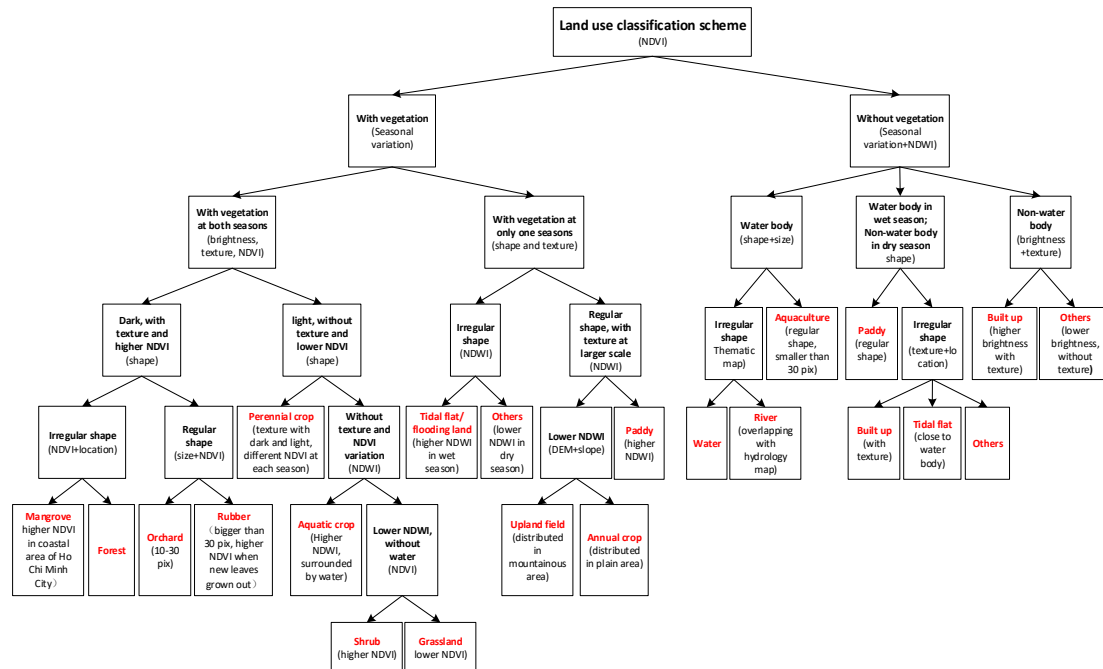 Land use classification scheme
(NDVI)
With vegetation
(Seasonal
variation)
Without vegetation
(Seasonal
variation+NDWI)
With vegetation
at both seasons
(brightness,
texture, NDVI)
With vegetation at
only one seasons
(shape and texture)
Water body
(shape+size)
Water body in
wet season;
Non-water body
in dry season
shape)
Non-water
body
(brightness
+texture)
Dark, with
texture and
higher NDVI
(shape)
light, without
texture and
lower NDVI
(shape)
Irregular
shape
(NDWI)
Regular
shape, with
texture at
larger scale
(NDWI)
Irregular
shape
Thematic
map)
Aquaculture
(regular
shape,
smaller than
30 pix)
Paddy
(regular
shape)
Irregular
shape
(texture+lo
cation)
Built up
(higher
brightness
with
texture)
Others
(lower
brightness,
without
texture)
Irregular shape
(NDVI+location)
Regular
shape
(size+NDVI)
Perennial crop
(texture with
dark and light,
different NDVI at
each season)
Without
texture and
NDVI
variation
(NDWI)
Tidal flat/
flooding land
(higher NDWI
in wet season)
Others
(lower
NDWI in
dry season)
Lower NDWI
(DEM+slope)
Paddy
(higher
NDWI)
Water
River
(overlapping
with
hydrology
map)
Built up
(with
texture)
Tidal flat
(close to
water
body)
Others
Mangrove
higher NDVI
in coastal
area of Ho
Chi Minh
City）
Forest
Orchard
(10-30
pix)
Rubber
（bigger than
30 pix, higher
NDVI when
new leaves
grown out）
Aquatic crop
(Higher
NDWI,
surrounded
by water)
Lower NDWI,
without
water
(NDVI)
Upland field
(distributed in
mountainous
area)
Annual crop
(distributed
in plain area)
Shrub
(higher NDVI)
Grassland
lower NDVI)